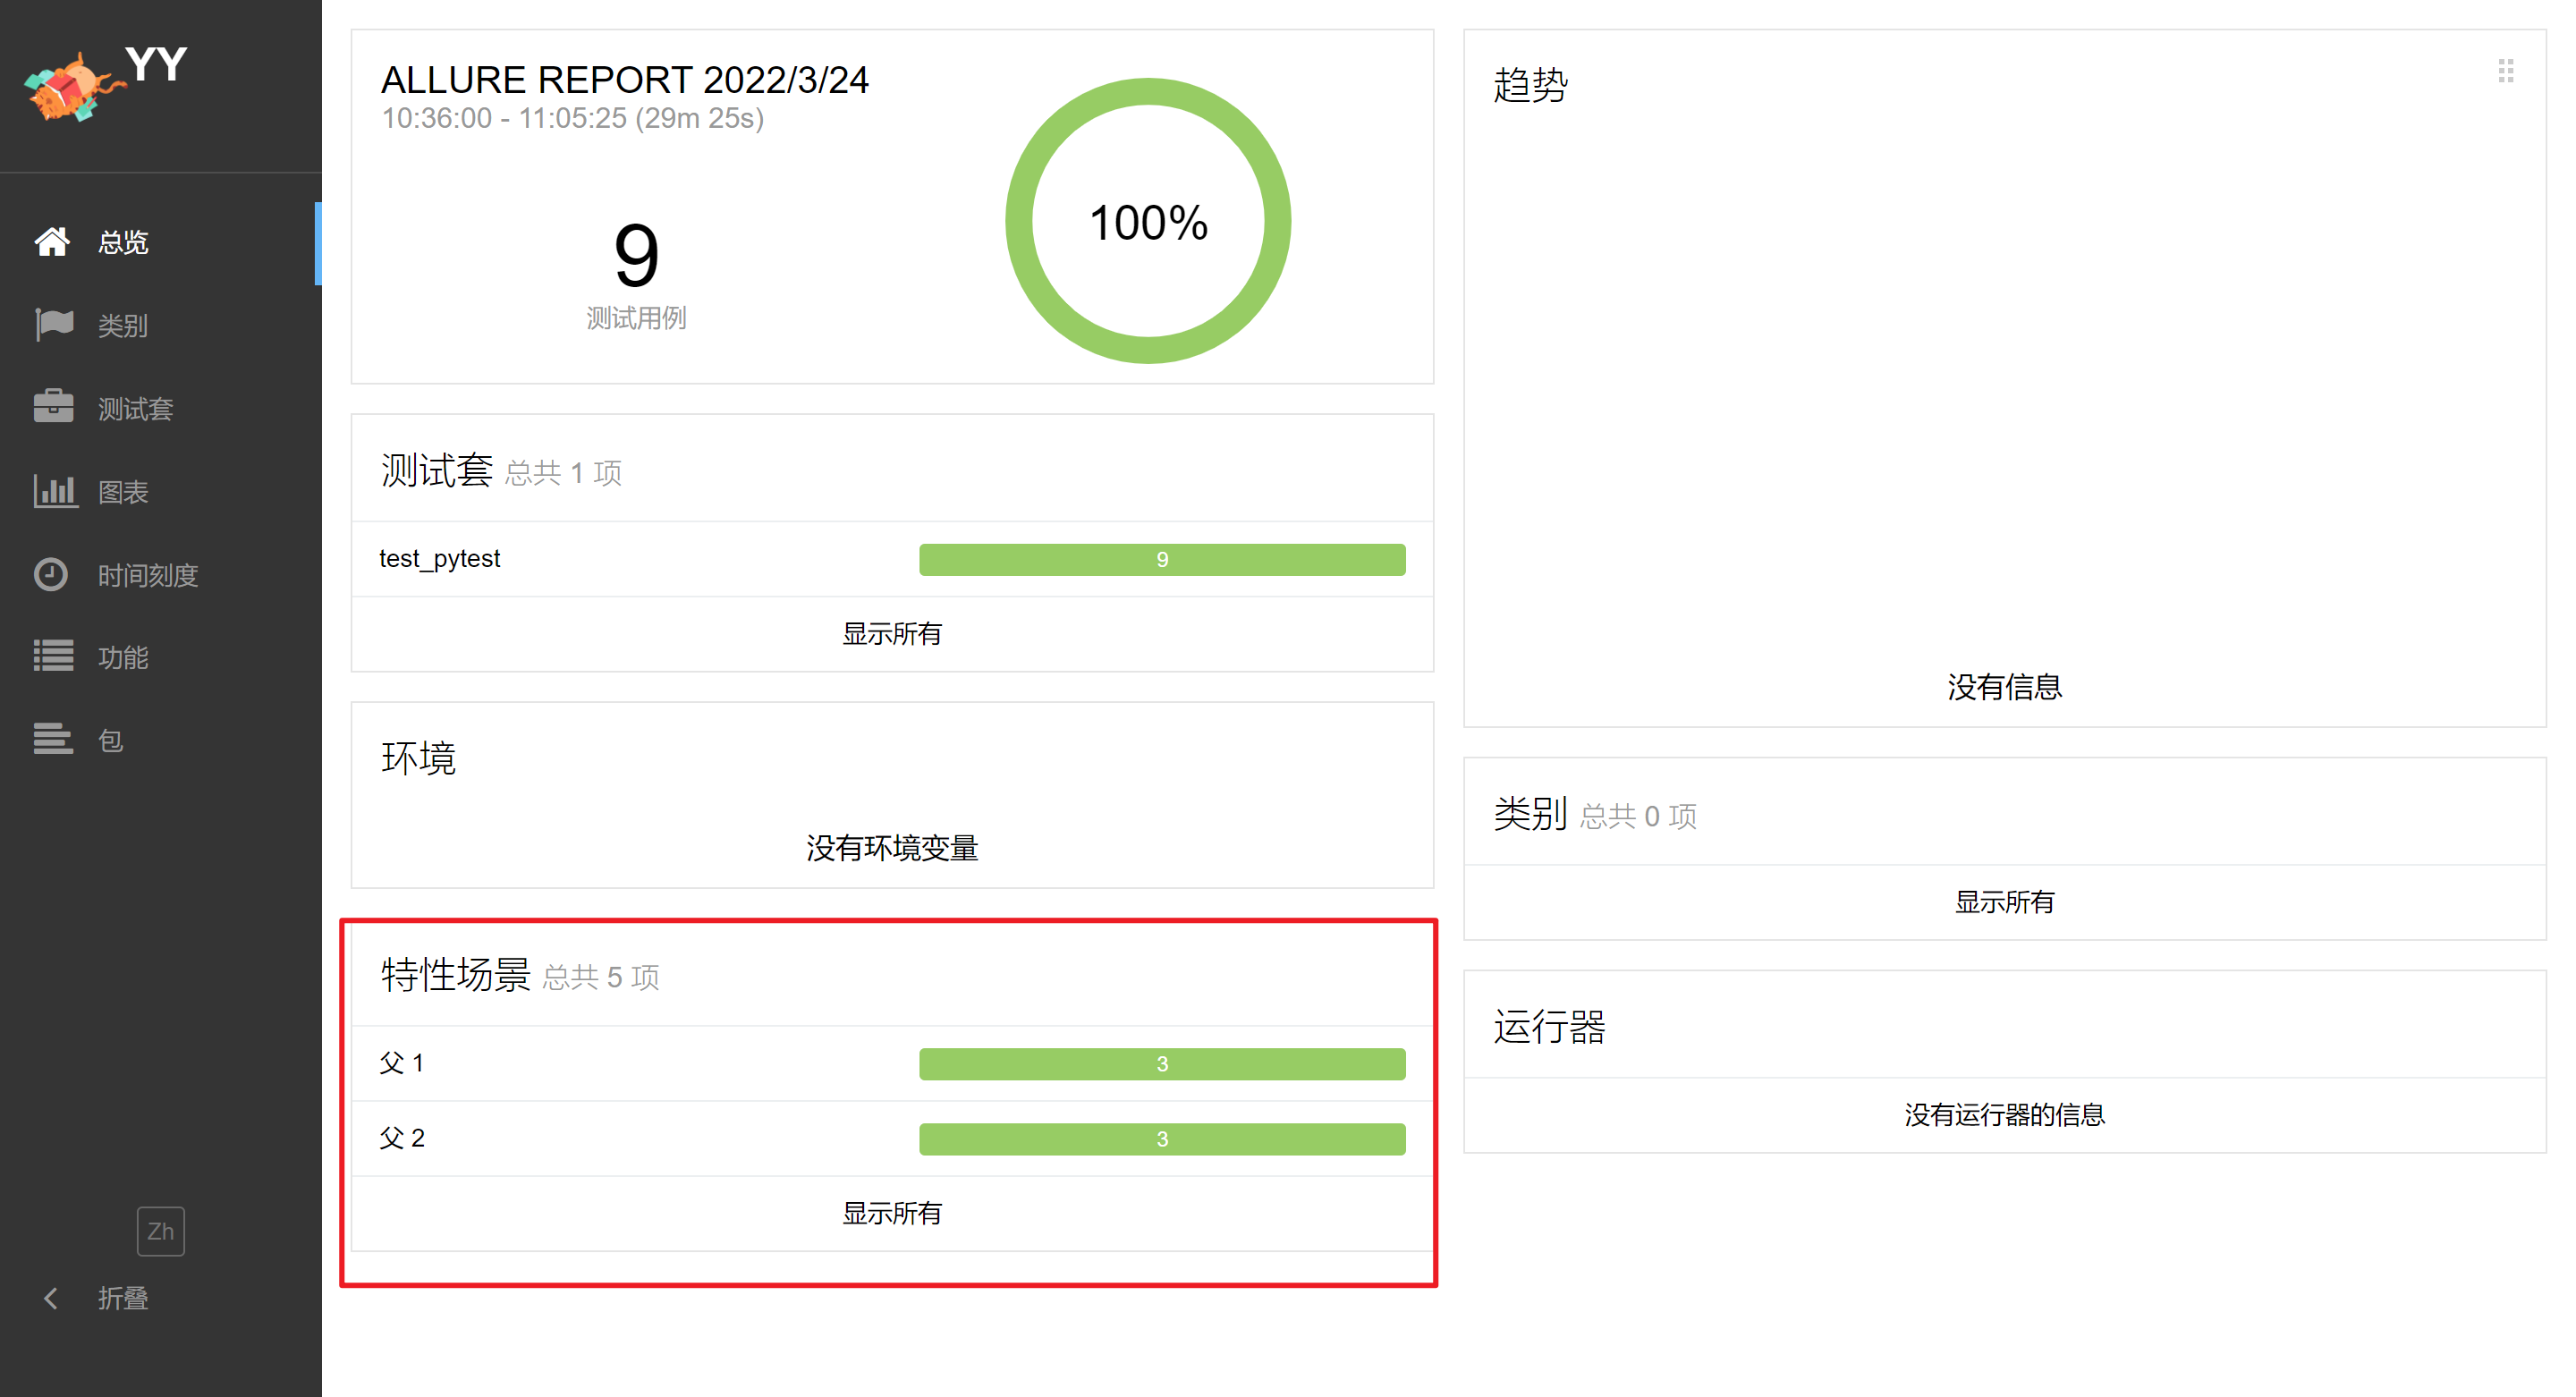 YY
总览
类别
测试套
图表
时间刻度
功能
包
Zh
折叠
ALLURE REPORT 2022/3/24
10:36:00 - 11:05:25 (29m 25s)
9
测试用例
100%
测试套 总共 1 项
test_pytest 9
显示所有
环境
没有环境变量
特性场景 总共 5 项
父 1 3
父 2 3
显示所有
趋势
没有信息
类别 总共 0 项
显示所有
运行器
没有运行器的信息